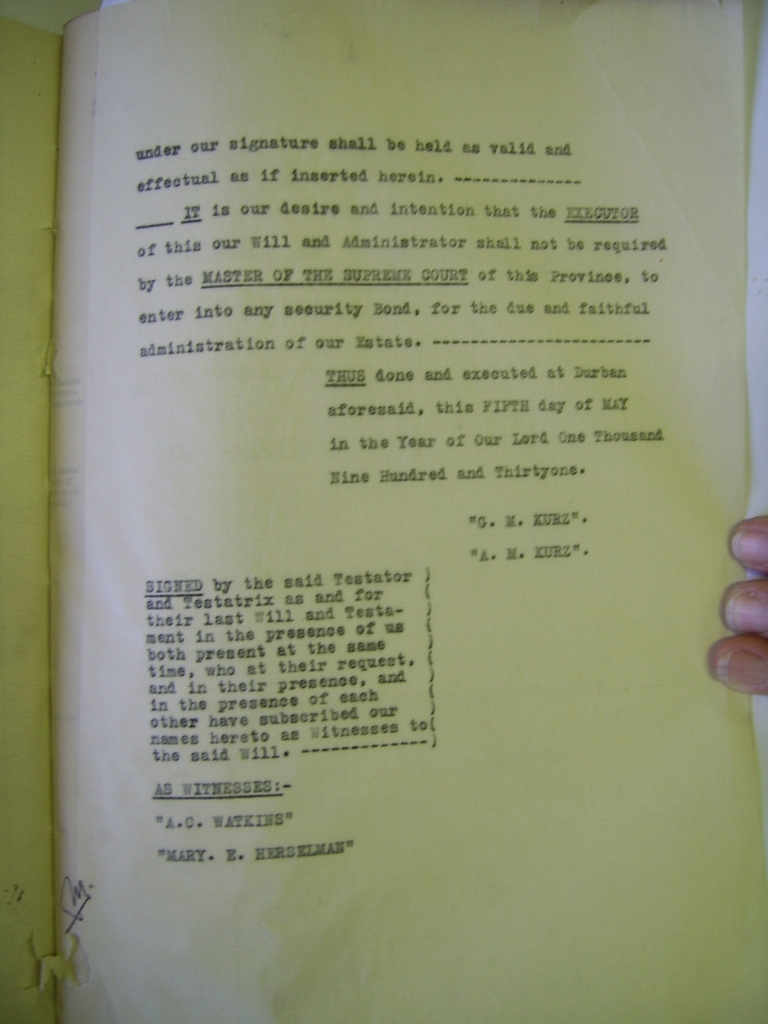 under our signature shall be held as valid and
effectual as if inserted herein. --------------
____ IT is our desire and intention that the EXECUTOR
of this our Will and Administrator shall not be required
by the MASTER OF THE SUPREME COURT of this Province, to
enter into any security Bond, for the due and faithful
administration of our Estate. ------------------------
THUS done and executed at Durban
aforesaid, this FIFTH day of MAY
in the Year of Our Lord One Thousand
Nine Hundred and Thirtyone.
"G. M. KURZ".
"A. M. KURZ".
SIGNED by the said Testator )
and Testatrix as and for (
their last Will and Testa- )
ment in the presence of us (
both present at the same )
time, who at their request, (
and in their presence, and )
in the presence of each (
other have subscribed our )
names hereto as Witnesses to(
the said Will. --------------)
AS WITNESSES:-
"A.C. WATKINS"
"MARY. E. HERSELMAN"